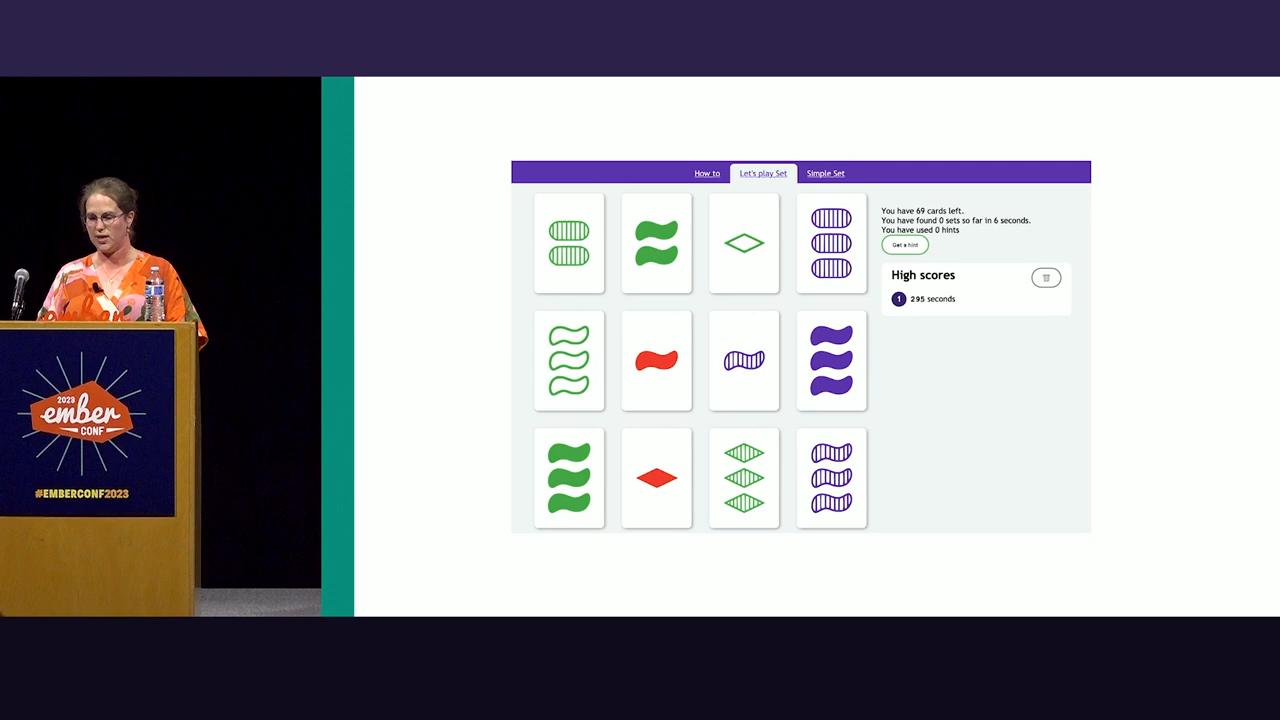 How to
Let's play Set
Simple Set
You have 69 cards left.
You have found 0 sets so far in 6 seconds.
You have used 0 hints
Get a hint
High scores
1 295 seconds
2023
ember
CONF
#EMBERCONF2023